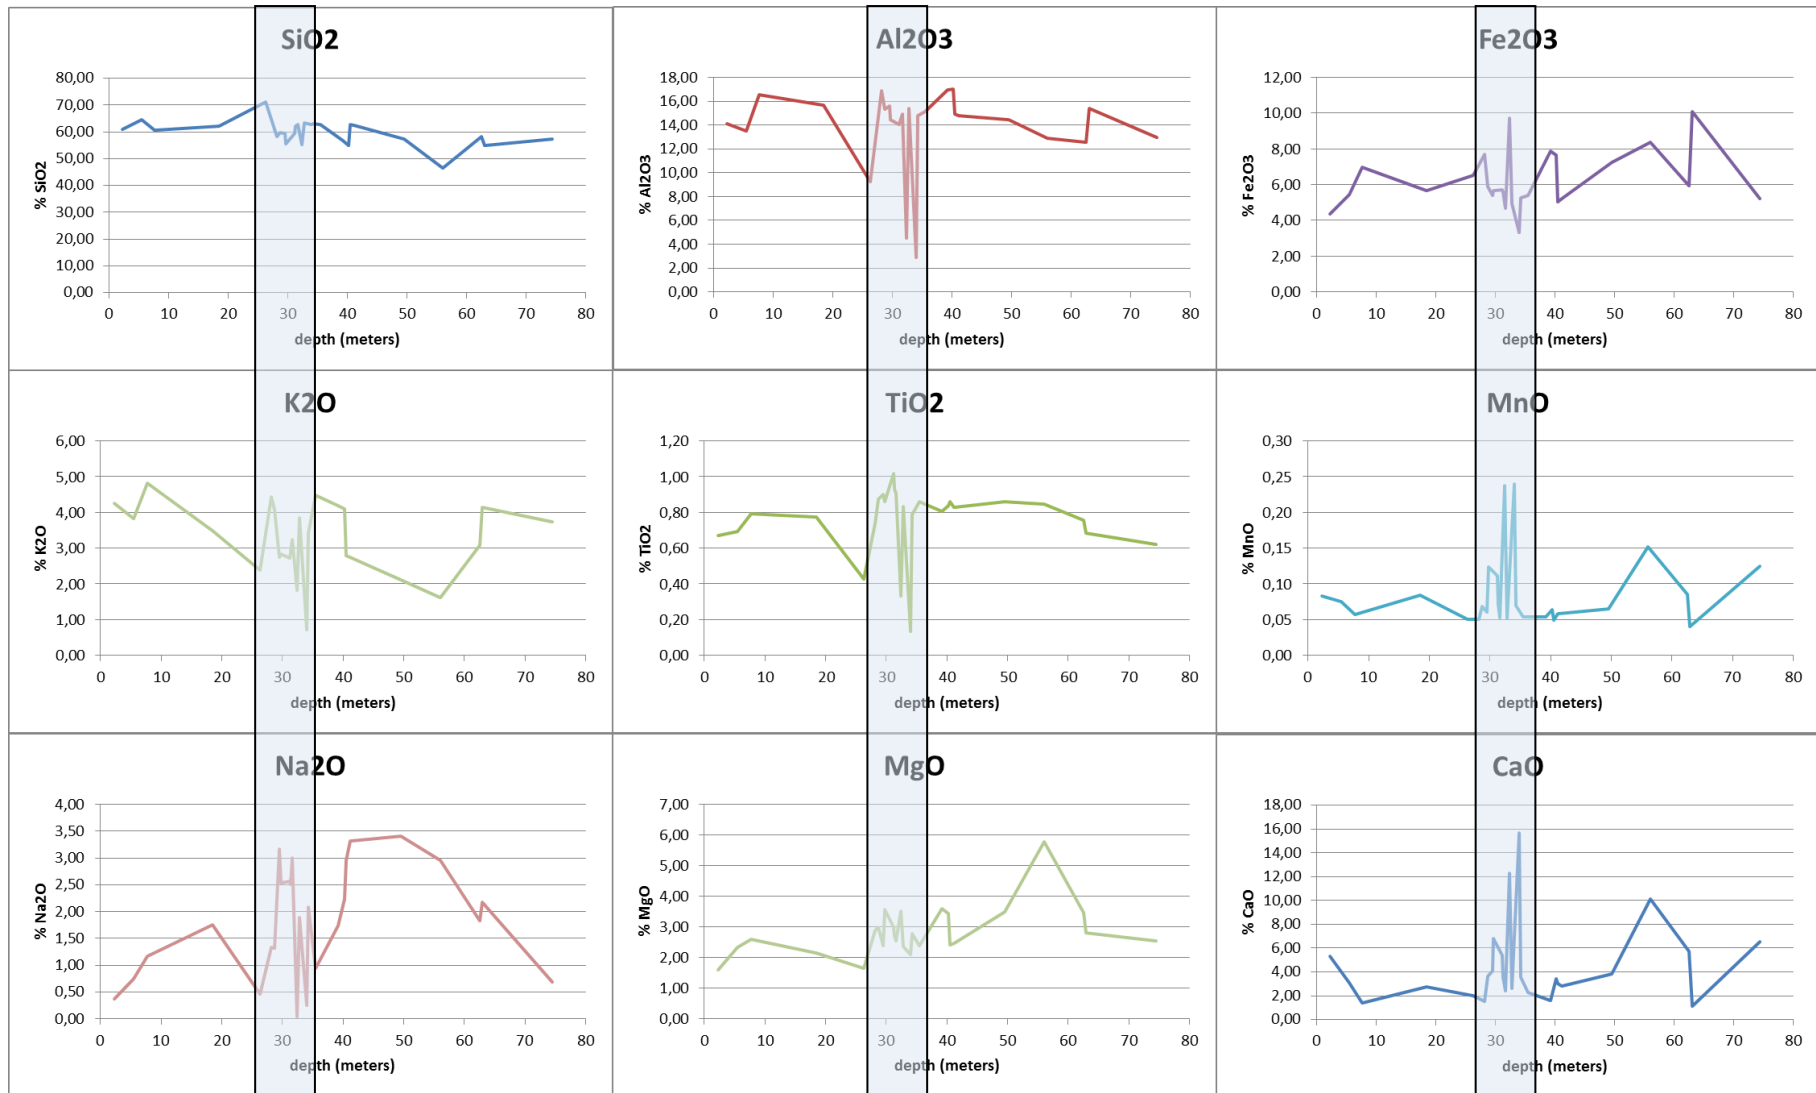 SiO2
80,00
70,00
60,00
50,00
40,00
30,00
20,00
10,00
0,00
% SiO2
0 10 20 30 40 50 60 70 80
depth (meters)
Al2O3
18,00
16,00
14,00
12,00
10,00
8,00
6,00
4,00
2,00
0,00
% Al2O3
0 10 20 30 40 50 60 70 80
depth (meters)
Fe2O3
12,00
10,00
8,00
6,00
4,00
2,00
0,00
% Fe2O3
0 10 20 30 40 50 60 70 80
depth (meters)
K2O
6,00
5,00
4,00
3,00
2,00
1,00
0,00
% K2O
0 10 20 30 40 50 60 70 80
depth (meters)
TiO2
1,20
1,00
0,80
0,60
0,40
0,20
0,00
% TiO2
0 10 20 30 40 50 60 70 80
depth (meters)
MnO
0,30
0,25
0,20
0,15
0,10
0,05
0,00
% MnO
0 10 20 30 40 50 60 70 80
depth (meters)
Na2O
4,00
3,50
3,00
2,50
2,00
1,50
1,00
0,50
0,00
% Na2O
0 10 20 30 40 50 60 70 80
depth (meters)
MgO
7,00
6,00
5,00
4,00
3,00
2,00
1,00
0,00
% MgO
0 10 20 30 40 50 60 70 80
depth (meters)
CaO
18,00
16,00
14,00
12,00
10,00
8,00
6,00
4,00
2,00
0,00
% CaO
0 10 20 30 40 50 60 70 80
depth (meters)